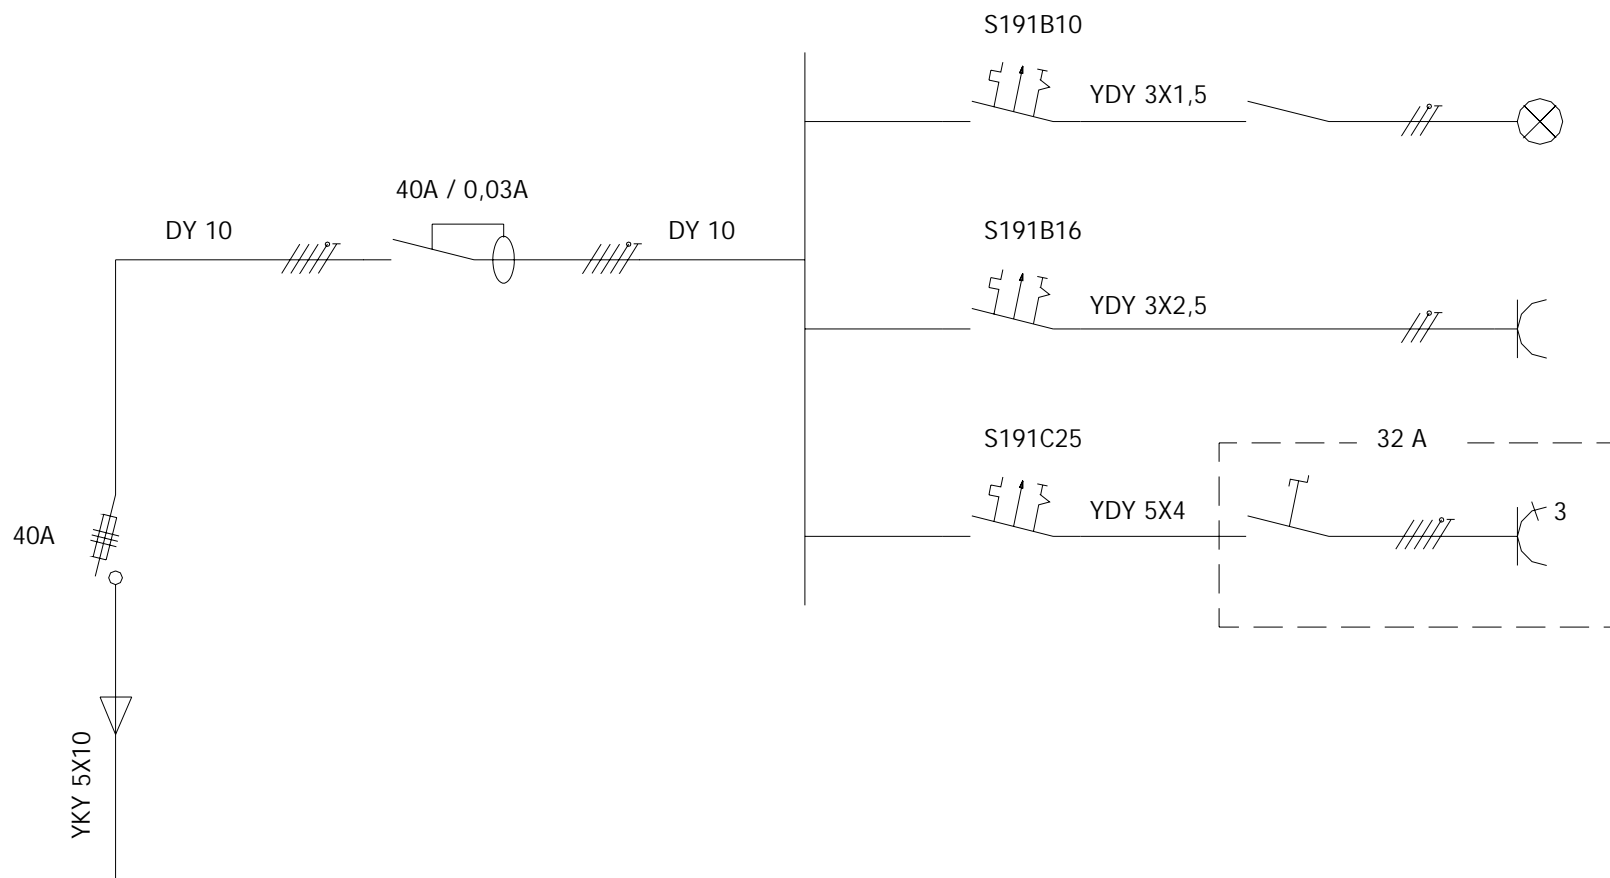 S191B10
YDY 3X1,5
40A / 0,03A
DY 10
DY 10
S191B16
YDY 3X2,5
S191C25
32 A
YDY 5X4
3
40A
YKY 5X10